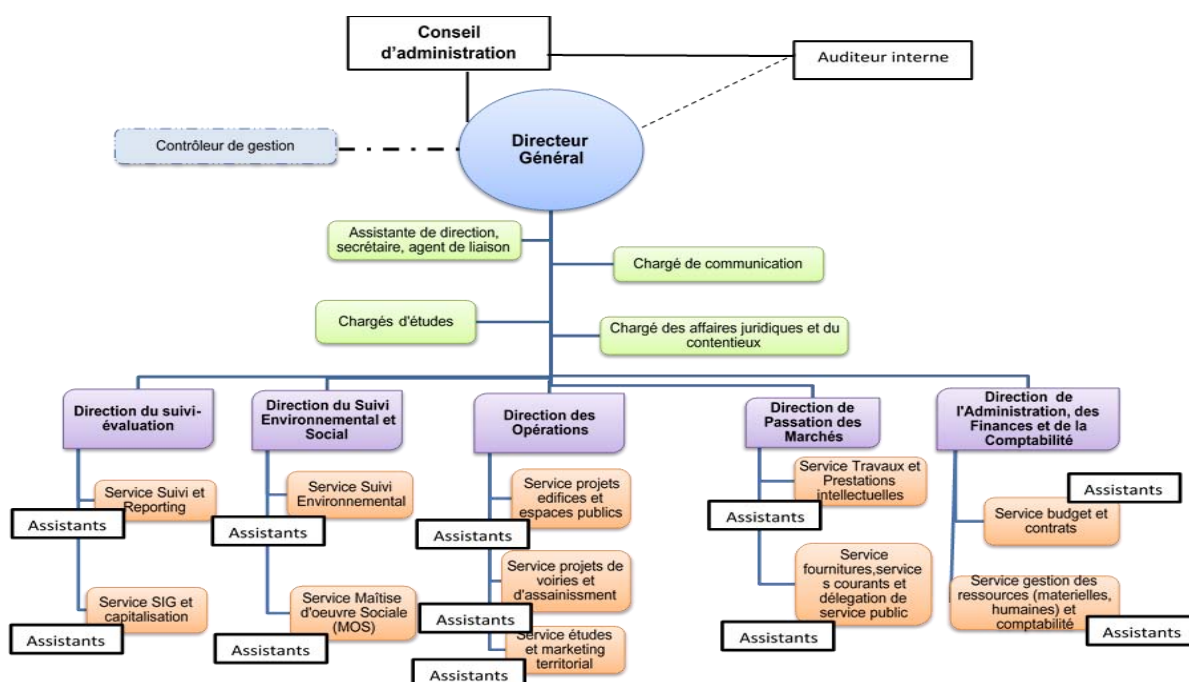 Conseil
d'administration
Auditeur interne
Contrôleur de gestion
Directeur
Général
Assistante de direction,
secrétaire, agent de liaison
Chargé de communication
Chargés d'études
Chargé des affaires juridiques et du
contentieux
Direction du suivi-
évaluation
Direction du Suivi
Environnemental et
Social
Direction des
Opérations
Direction de
Passation des
Marchés
Direction de
l'Administration, des
Finances et de la
Comptabilité
Service Suivi et
Reporting
Assistants
Service SIG et
capitalisation
Assistants
Service Suivi
Environnemental
Assistants
Service Maîtise
d'oeuvre Sociale
(MOS)
Assistants
Service projets
edifices et
espaces publics
Assistants
Service projets de
voiries et
d'assainissment
Assistants
Service études
et marketing
territorial
Assistants
Service Travaux et
Prestations
intellectuelles
Assistants
Service
fournitures,service
s courants et
délegation de
service public
Assistants
Assistants
Service budget et
contrats
Service gestion des
ressources (materielles,
humaines) et
comptabilité
Assistants